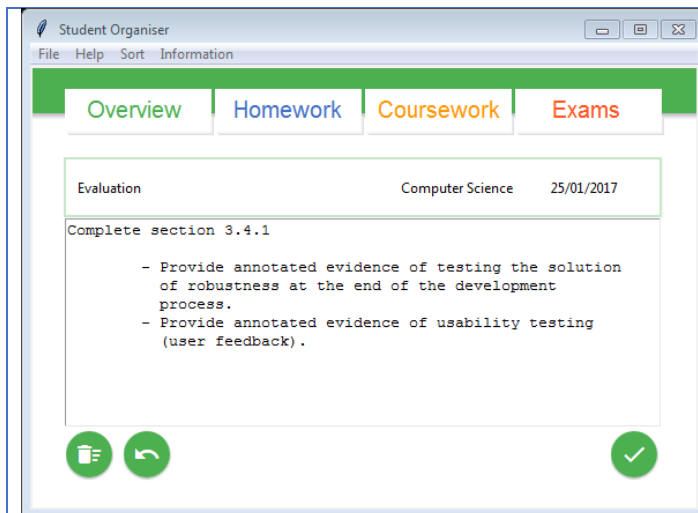 Student Organiser
File Help Sort Information
Overview Homework Coursework Exams
Evaluation Computer Science 25/01/2017
Complete section 3.4.1
- Provide annotated evidence of testing the solution
of robustness at the end of the development
process.
- Provide annotated evidence of usability testing
(user feedback).